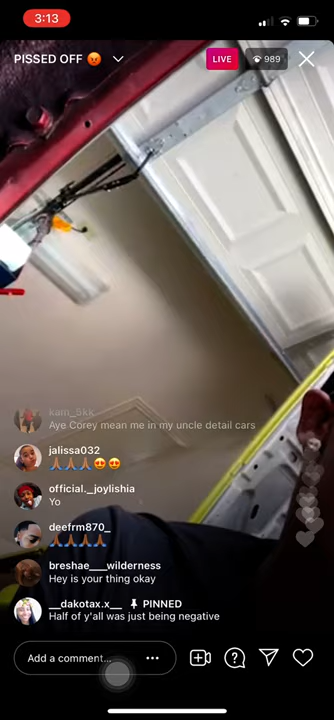 3:13
PISSED OFF 😡
LIVE
989
kam_5kk
Aye Corey mean me in my uncle detail cars
jalissa032
🙏🏾🙏🏾🙏🏾😍😍
official._joylishia
Yo
deefrm870_
🙏🏾🙏🏾🙏🏾🙏🏾
breshae___wilderness
Hey is your thing okay
__dakotax.x__ PINNED
Half of y'all was just being negative
Add a comment...